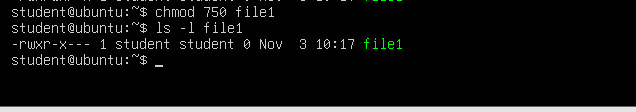 student@ubuntu:~$ chmod 750 file1
student@ubuntu:~$ ls -l file1
-rwxr-x--- 1 student student 0 Nov  3 10:17 file1
student@ubuntu:~$ _